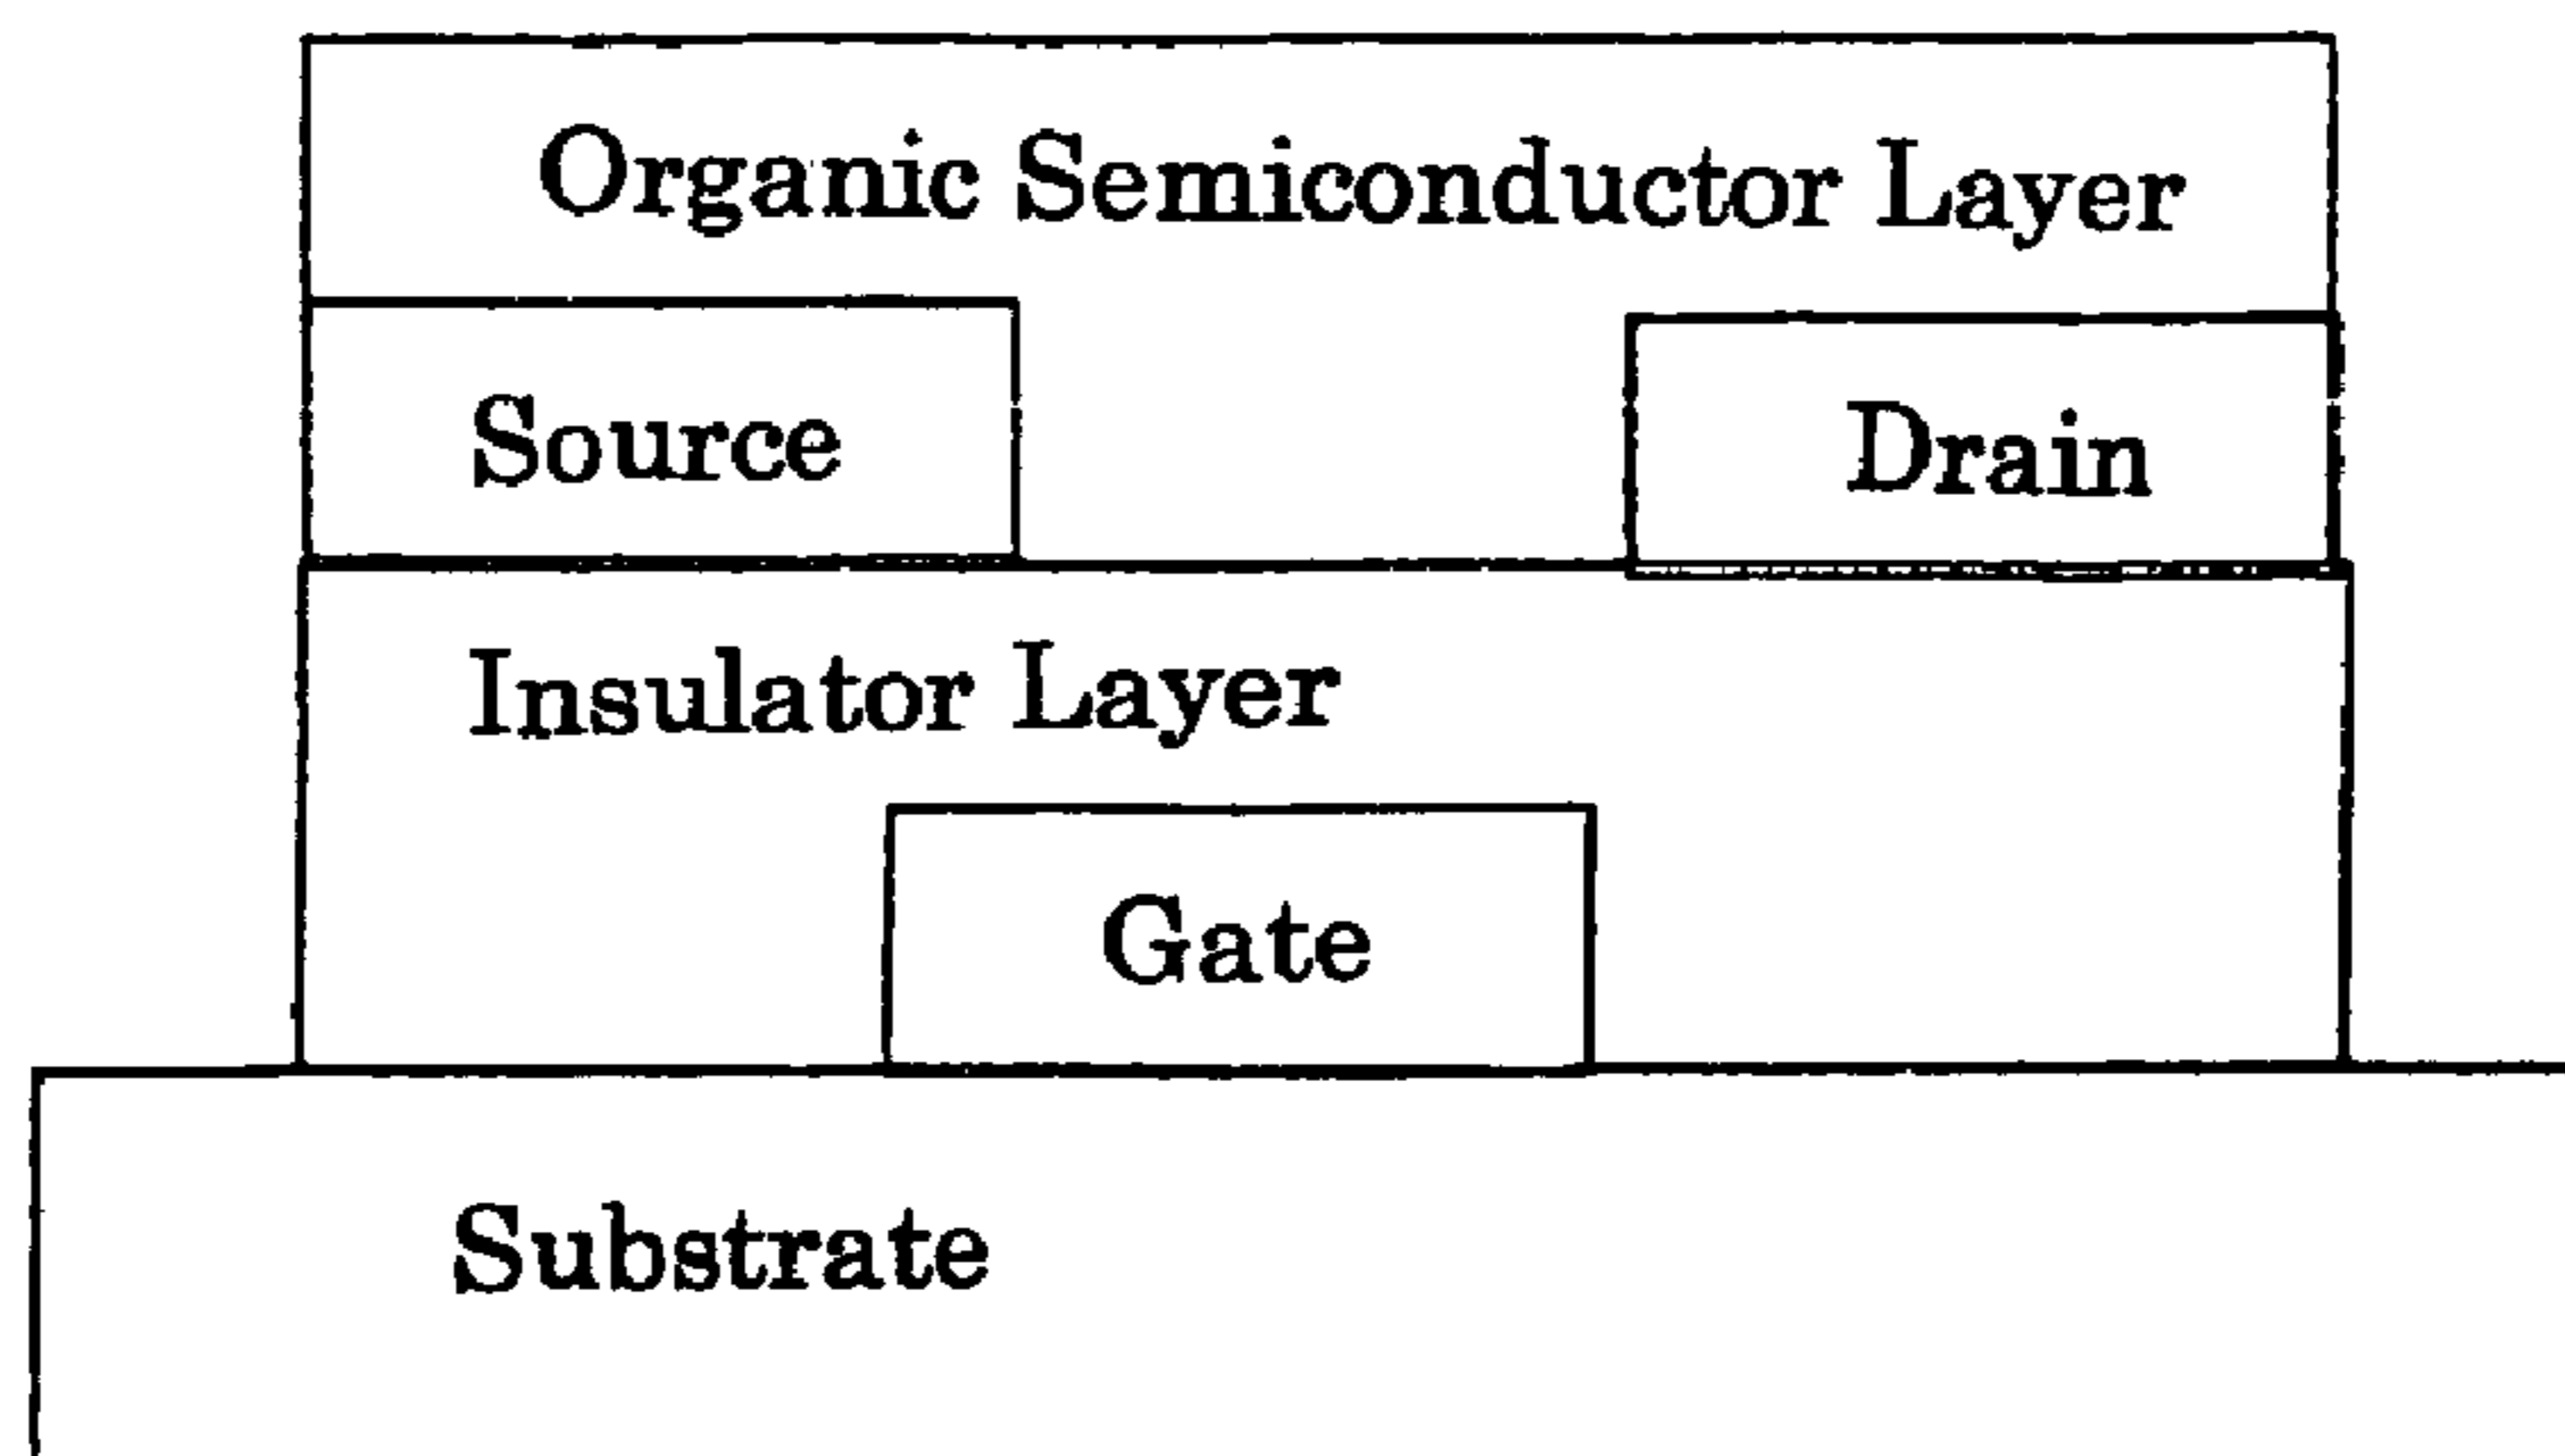 Organic Semiconductor Layer
Source
Drain
Insulator Layer
Gate
Substrate